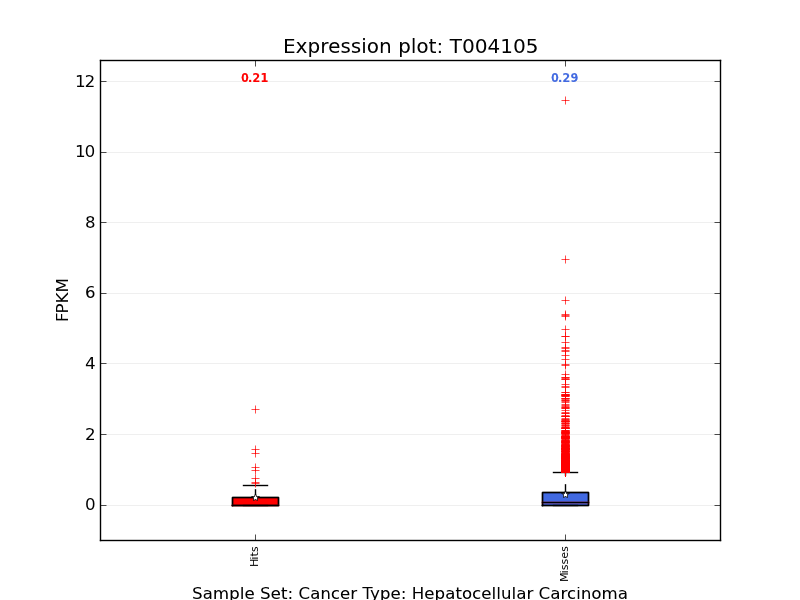 Expression plot: T004105
0.21
0.29
12
10
8
6
4
2
0
FPKM
Hits
Misses
Sample Set: Cancer Type: Hepatocellular Carcinoma